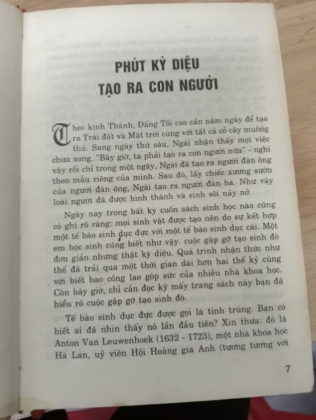 PHÚT KỲ DIỆU
TẠO RA CON NGƯỜI
Theo kinh Thánh, Đấng Tối cao cần năm ngày để tạo
ra Trái đất và Mặt trời cùng với tất cả cỏ cây muông
thú. Sang ngày thứ sáu, Ngài nhận thấy mọi việc
chưa xong. "Bây giờ, ta phải tạo ra con người nữa" - nghĩ
vậy rồi chỉ trong một ngày, Ngài đã tạo ra người đàn ông
theo mẫu riêng của mình. Sau đó, lấy chiếc xương sườn
của người đàn ông, Ngài tạo ra người đàn bà. Như vậy
loài người đã được hình thành và sinh sôi nảy nở.
Ngày nay trong bất kỳ cuốn sách sinh học nào cũng
có ghi rõ ràng: mọi sinh vật được tạo nên do sự kết hợp
một tế bào sinh dục đực với một tế bào sinh dục cái. Một
em học sinh cũng biết như vậy. cuộc gặp gỡ tạo sinh đó
đơn giản nhưng thật kỳ diệu. Quá trình nhận thức như
thế đã trải qua một thời gian dài hơn hai thế kỷ cùng
với biết bao công lao góp sức của nhiều nhà khoa học.
Còn bây giờ, chỉ cần đọc kỹ mấy trang sách này bạn đã
hiểu rõ cuộc gặp gỡ tạo sinh đó.
Tế bào sinh dục đực được gọi là tinh trùng. Bạn có
biết ai đã nhìn thấy nó lần đầu tiên? Xin thưa: đó là
Anton Van Leuwenhoek (1632 - 1723), một nhà khoa học
Hà Lan, uỷ viên Hội Hoàng gia Anh (tương tương với
7